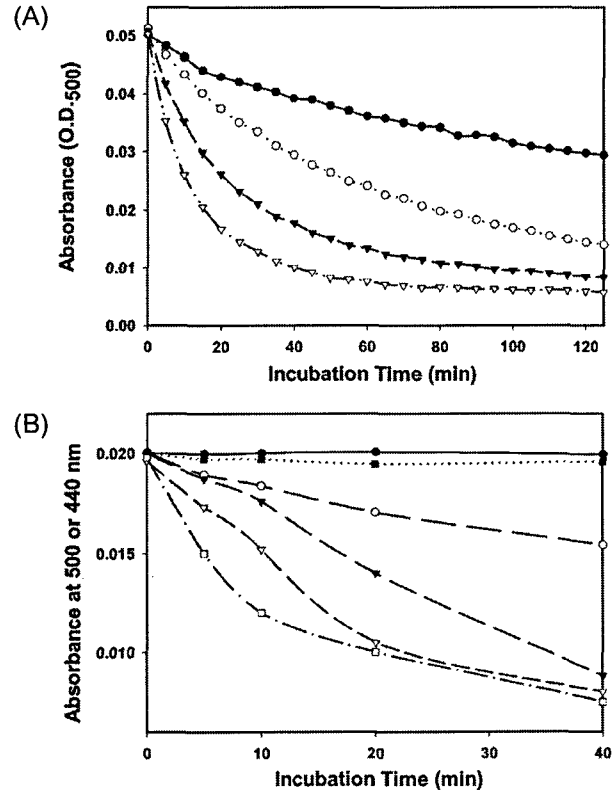 (A)
Absorbance (O.D.500)
0.05
0.04
0.03
0.02
0.01
0.00
0 20 40 60 80 100 120
Incubation Time (min)
(B)
Absorbance at 500 or 440 nm
0.020
0.015
0.010
0 10 20 30 40
Incubation Time (min)